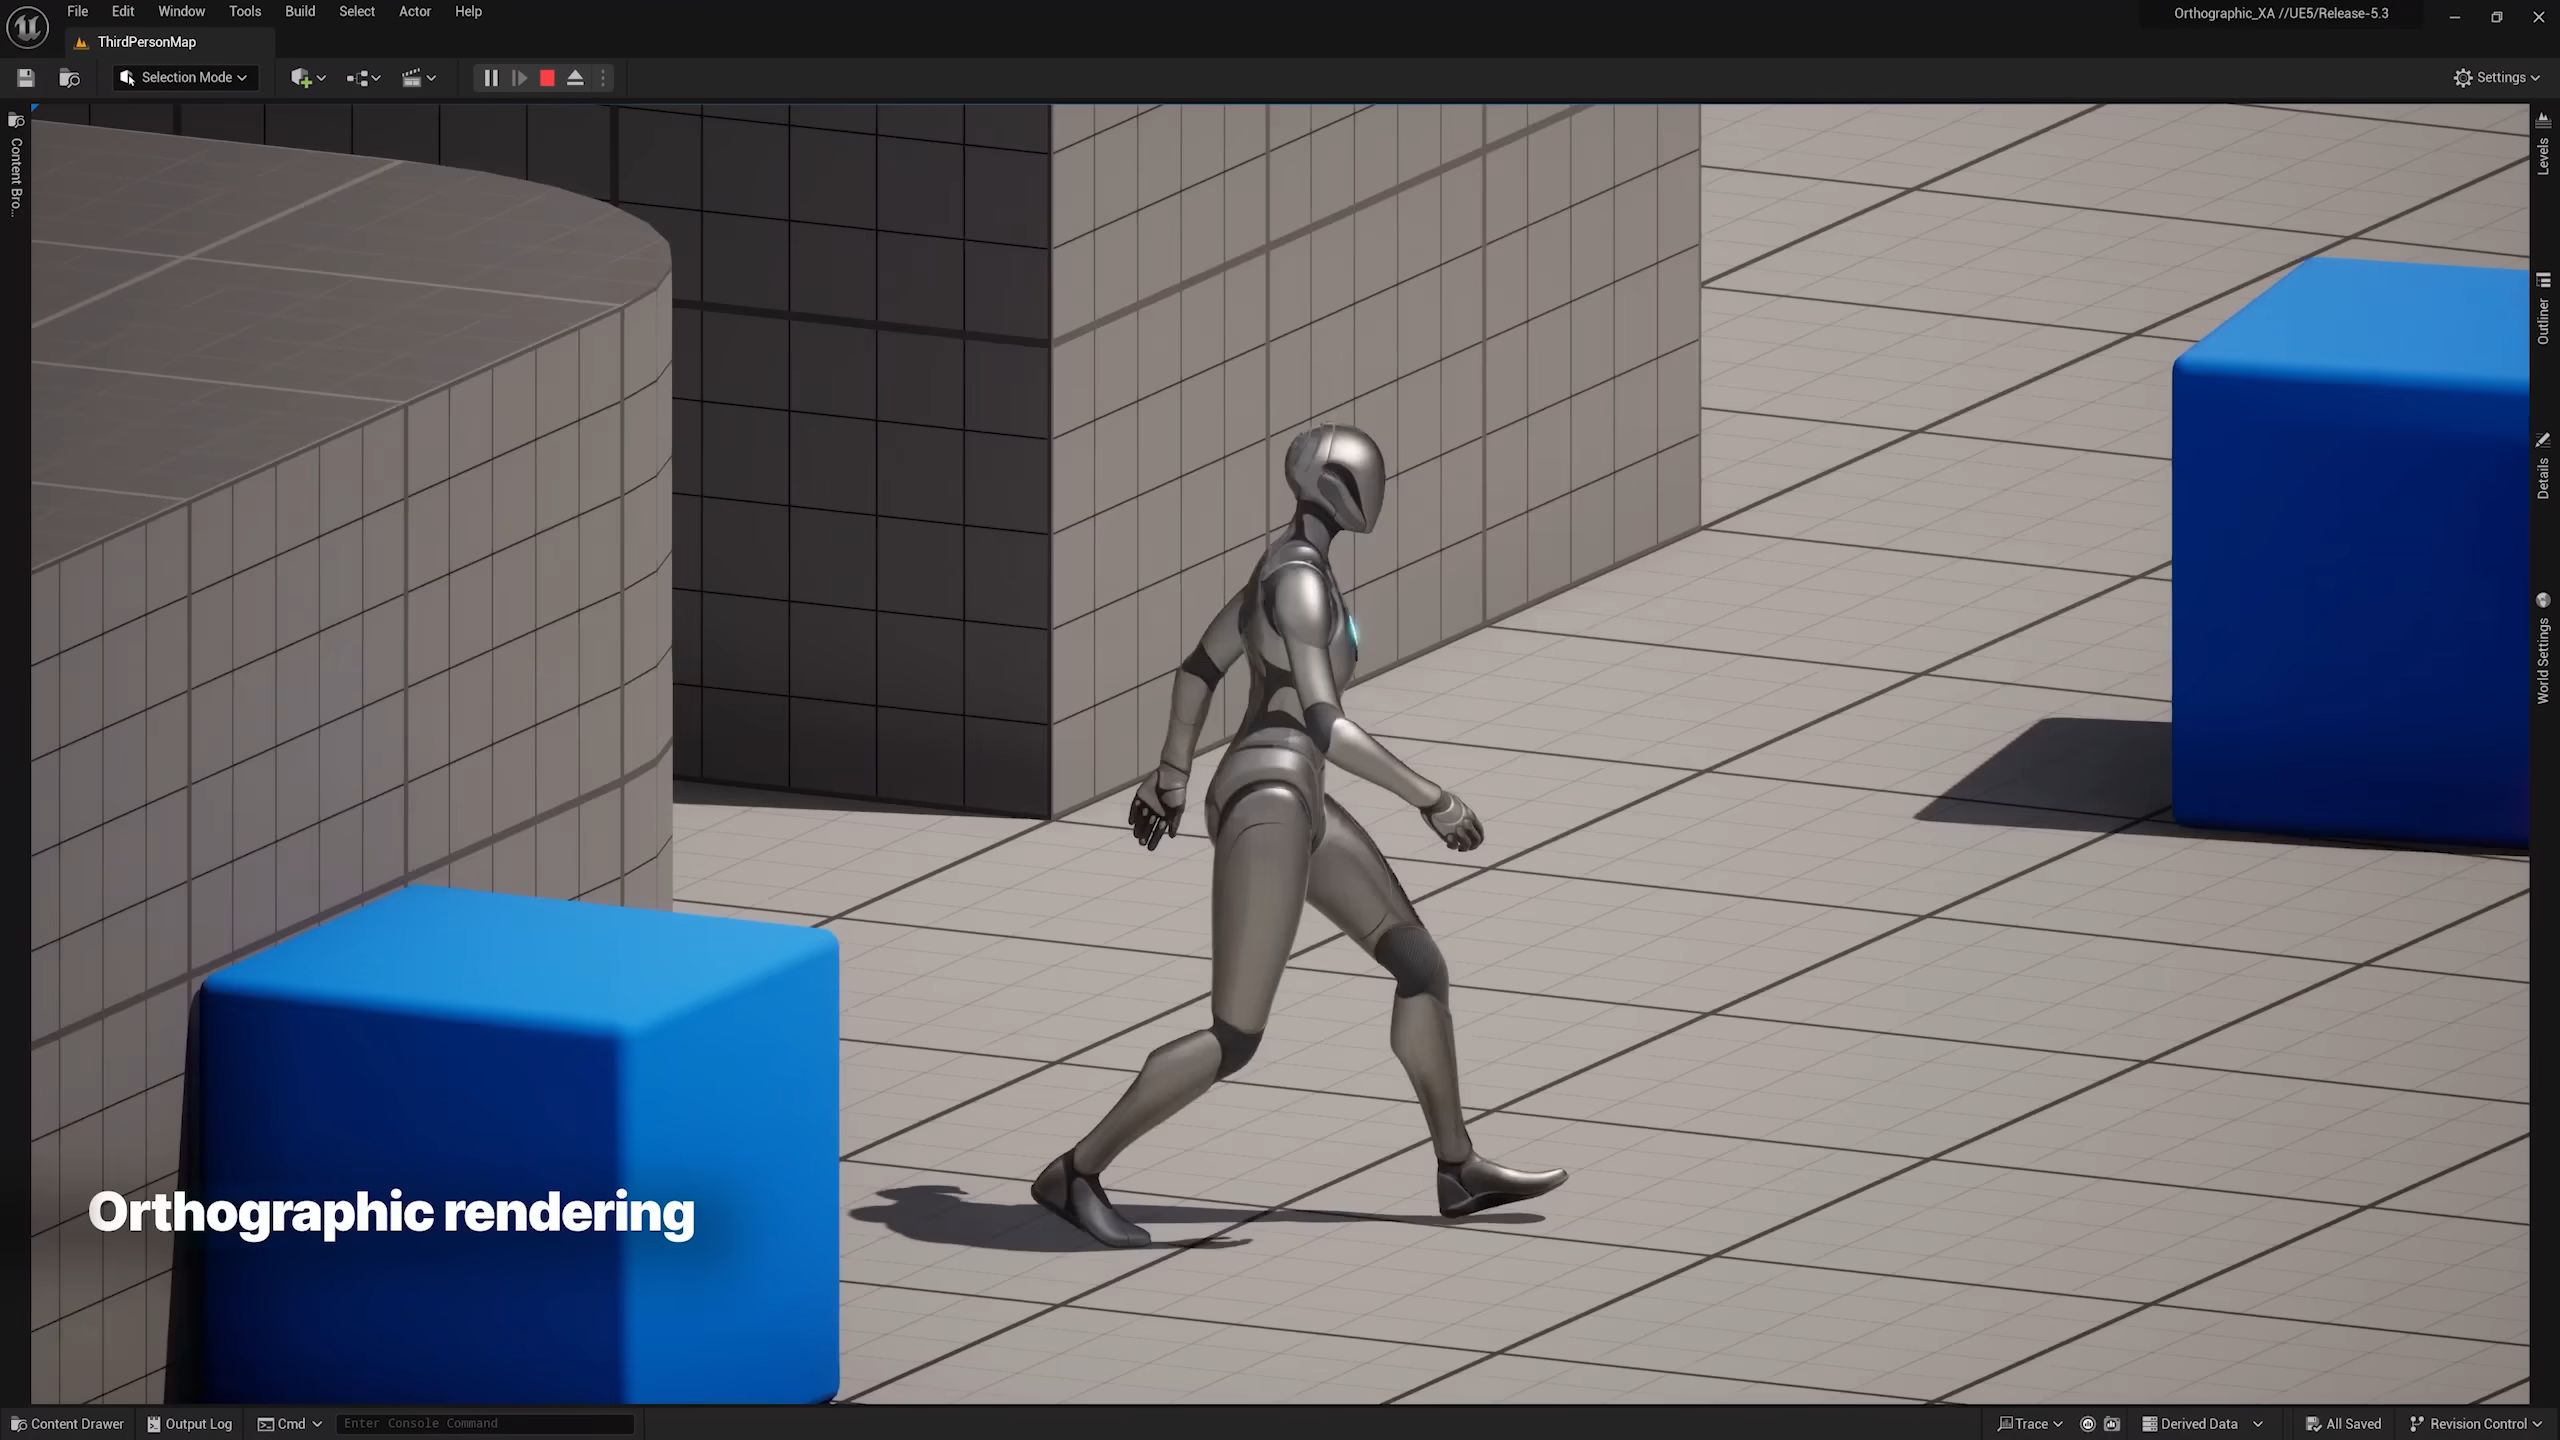 File Edit Window Tools Build Select Actor Help
Orthographic_XA //UE5/Release-5.3
ThirdPersonMap
Selection Mode
Settings
Content Bro...
Levels
Outliner
Details
World Settings
Orthographic rendering
Content Drawer Output Log Cmd Enter Console Command Trace Derived Data All Saved Revision Control